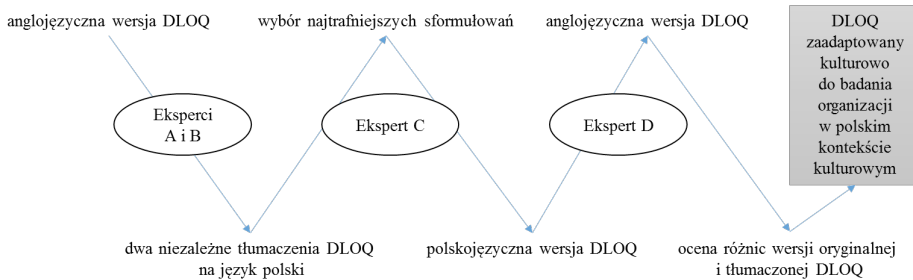 anglojęzyczna wersja DLOQ
wybór najtrafniejszych sformułowań
anglojęzyczna wersja DLOQ
DLOQ
zaadaptowany
kulturowo
do badania
organizacji
w polskim
kontekście
kulturowym
Eksperci
A i B
Ekspert C
Ekspert D
dwa niezależne tłumaczenia DLOQ
na język polski
polskojęzyczna wersja DLOQ
ocena różnic wersji oryginalnej
i tłumaczonej DLOQ